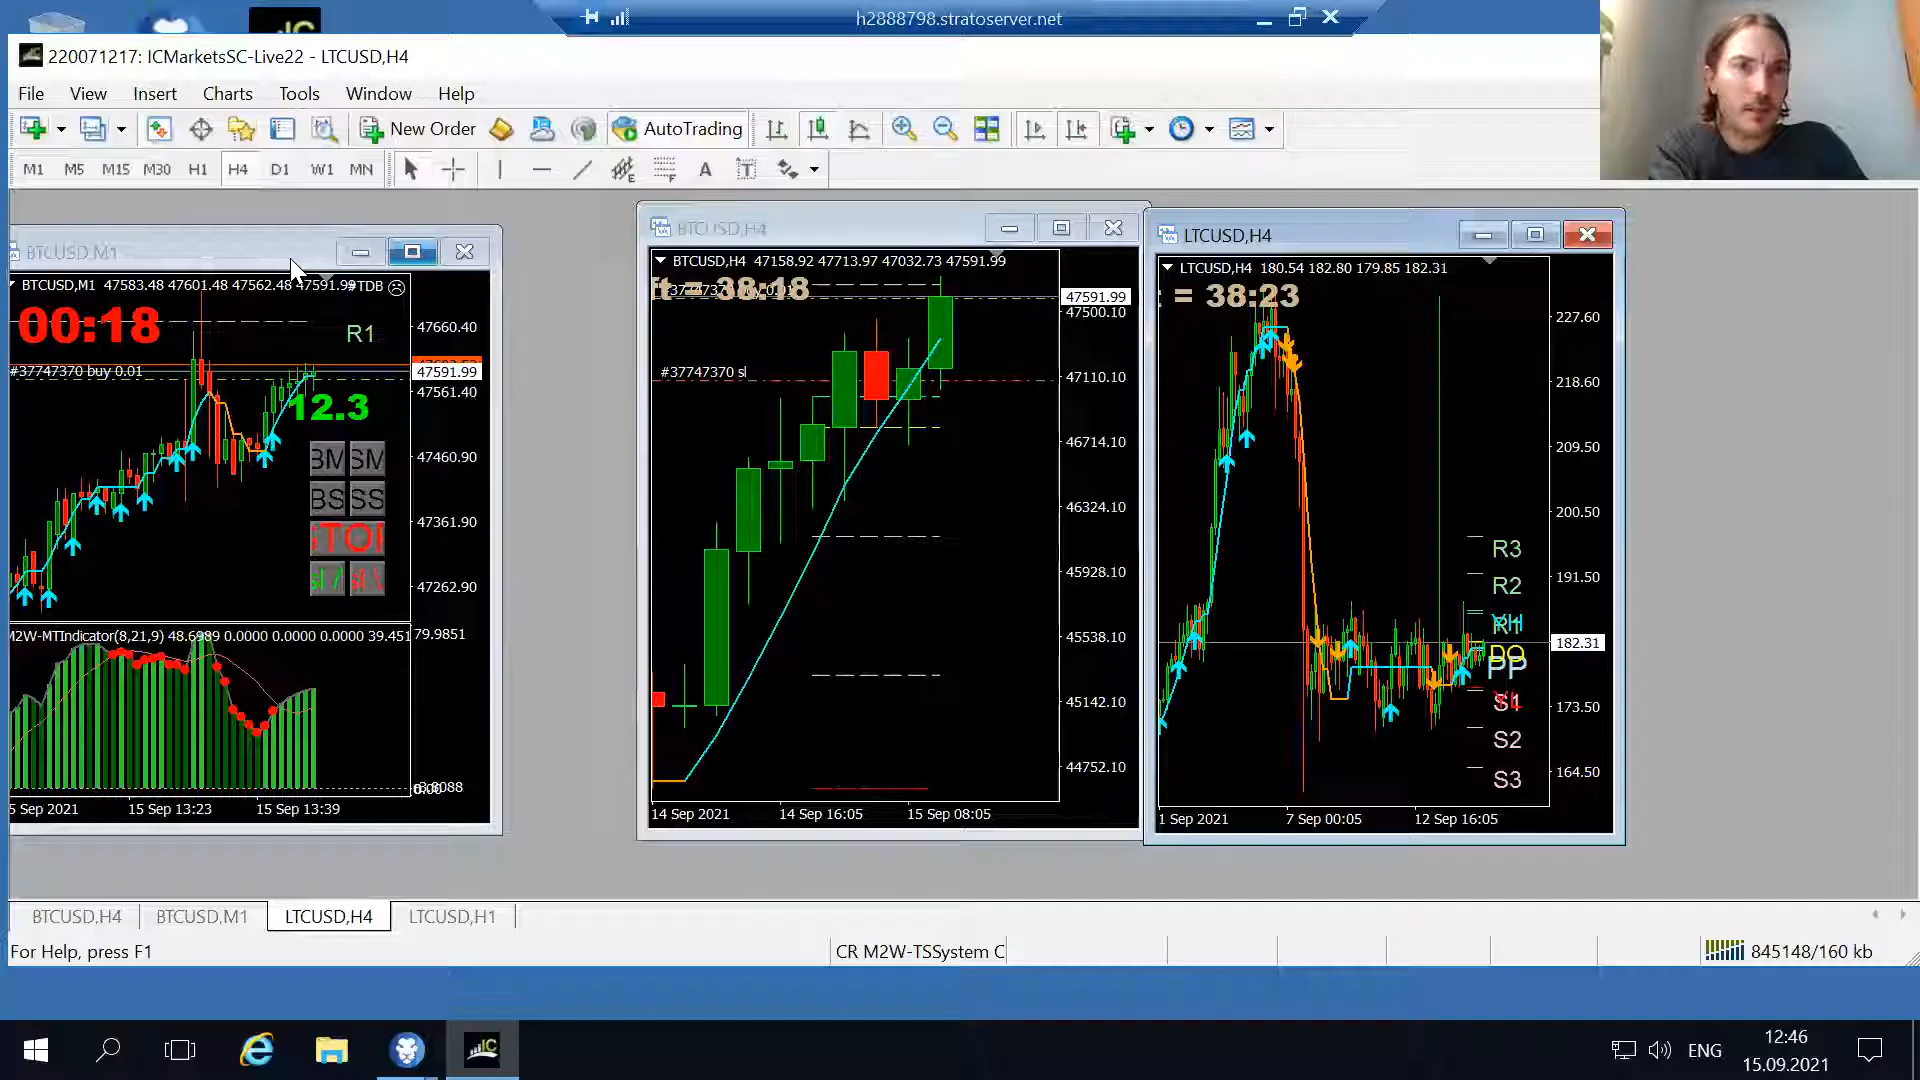 h2888798.stratoserver.net
220071217: ICMarketsSC-Live22 - LTCUSD,H4
File View Insert Charts Tools Window Help
New Order AutoTrading
M1 M5 M15 M30 H1 H4 D1 W1 MN A T
BTCUSD,M1
BTCUSD,M1 47583.48 47601.48 47562.48 47591.99
00:18
R1
#37747370 buy 0.01
12.3
BM SM
BS SS
47660.40
47591.99
47561.40
47460.90
47361.90
47262.90
M2W-MTIndicator(8,21,9) 48.6989 0.0000 0.0000 0.0000 39.451
79.9851
Sep 2021 15 Sep 13:23 15 Sep 13:39
BTCUSD,H4
BTCUSD,H4 47158.92 47713.97 47032.73 47591.99
ft = 38:18
#37747370 sl
47591.99
47500.10
47110.10
46714.10
46324.10
45928.10
45538.10
45142.10
44752.10
14 Sep 2021 14 Sep 16:05 15 Sep 08:05
LTCUSD,H4
LTCUSD,H4 180.54 182.80 179.85 182.31
= 38:23
R3
R2
R1
DO
PP
S1
S2
S3
227.60
218.60
209.50
200.50
191.50
182.31
173.50
164.50
1 Sep 2021 7 Sep 00:05 12 Sep 16:05
BTCUSD,H4 BTCUSD,M1 LTCUSD,H4 LTCUSD,H1
For Help, press F1
CR M2W-TSSystem C
845148/160 kb
IC
ENG
12:46
15.09.2021